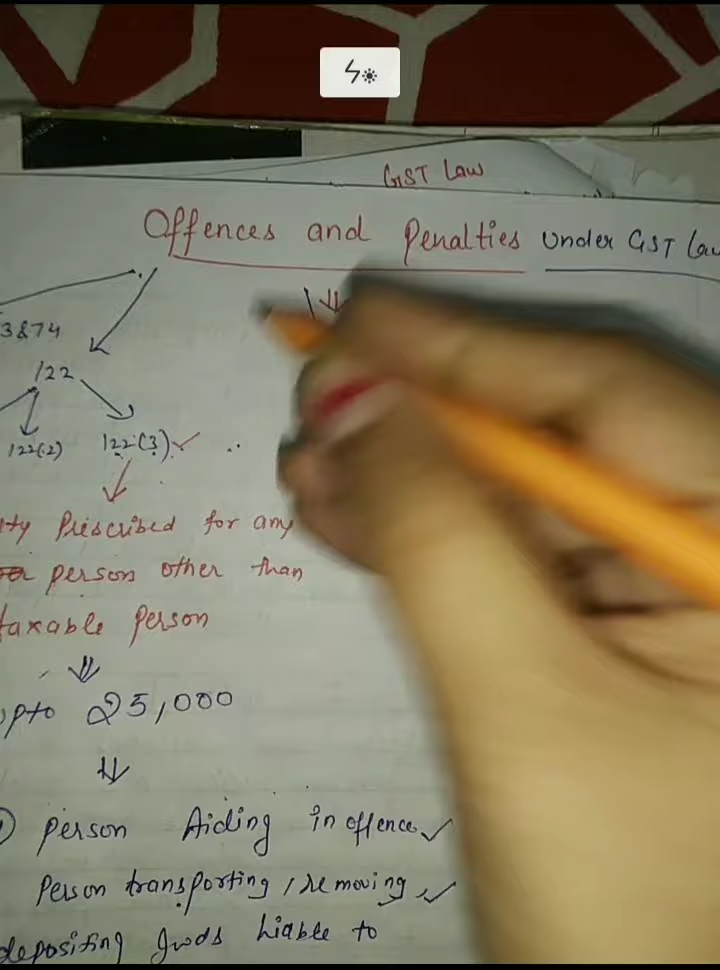 GST Law
Offences and Penalties Under GST Law
3&74
122
122(2) 122(3)
Prescribed for any
person other than
taxable person
upto 25,000
Person Aiding in offence
Person transporting / removing
depositing goods liable to